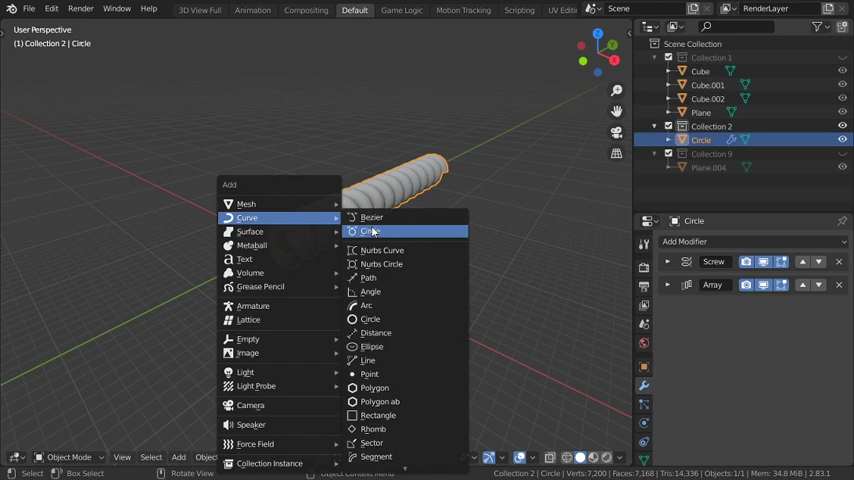 File Edit Render Window Help 3D View Full Animation Compositing Default Game Logic Motion Tracking Scripting UV Editi Scene RenderLayer
User Perspective
(1) Collection 2 | Circle
Scene Collection
Collection 1
Cube
Cube.001
Cube.002
Plane
Collection 2
Circle
Collection 9
Plane.004
X
Y
Z
Add
Mesh
Curve
Surface
Metaball
Text
Volume
Grease Pencil
Armature
Lattice
Empty
Image
Light
Light Probe
Camera
Speaker
Force Field
Collection Instance
Bezier
Circle
Nurbs Curve
Nurbs Circle
Path
Angle
Arc
Circle
Distance
Ellipse
Line
Point
Polygon
Polygon ab
Rectangle
Rhomb
Sector
Segment
Circle
Add Modifier
Screw
Array
Object Mode View Select Add Object
Select Box Select Rotate View Object Context Menu Collection 2 | Circle | Verts:7,200 | Faces:7,168 | Tris:14,336 | Objects:1/1 | Mem: 34.8 MiB | 2.83.1